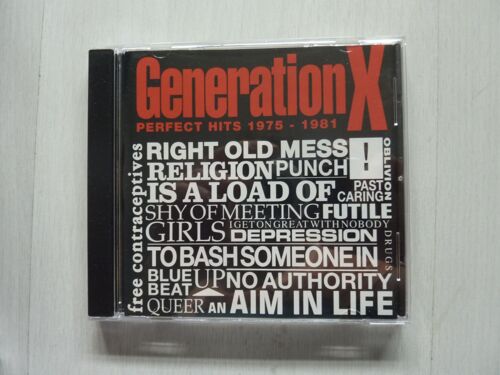 Generation X
PERFECT HITS 1975 - 1981
free contraceptives
RIGHT OLD MESS !
OBLIVION
RELIGION PUNCH
IS A LOAD OF PAST CARING
SHY OF MEETING FUTILE
GIRLS I GET ON GREAT WITH NOBODY
DEPRESSION
DRUGS
TO BASH SOMEONE IN
BLUE BEAT UP NO AUTHORITY
QUEER AN AIM IN LIFE